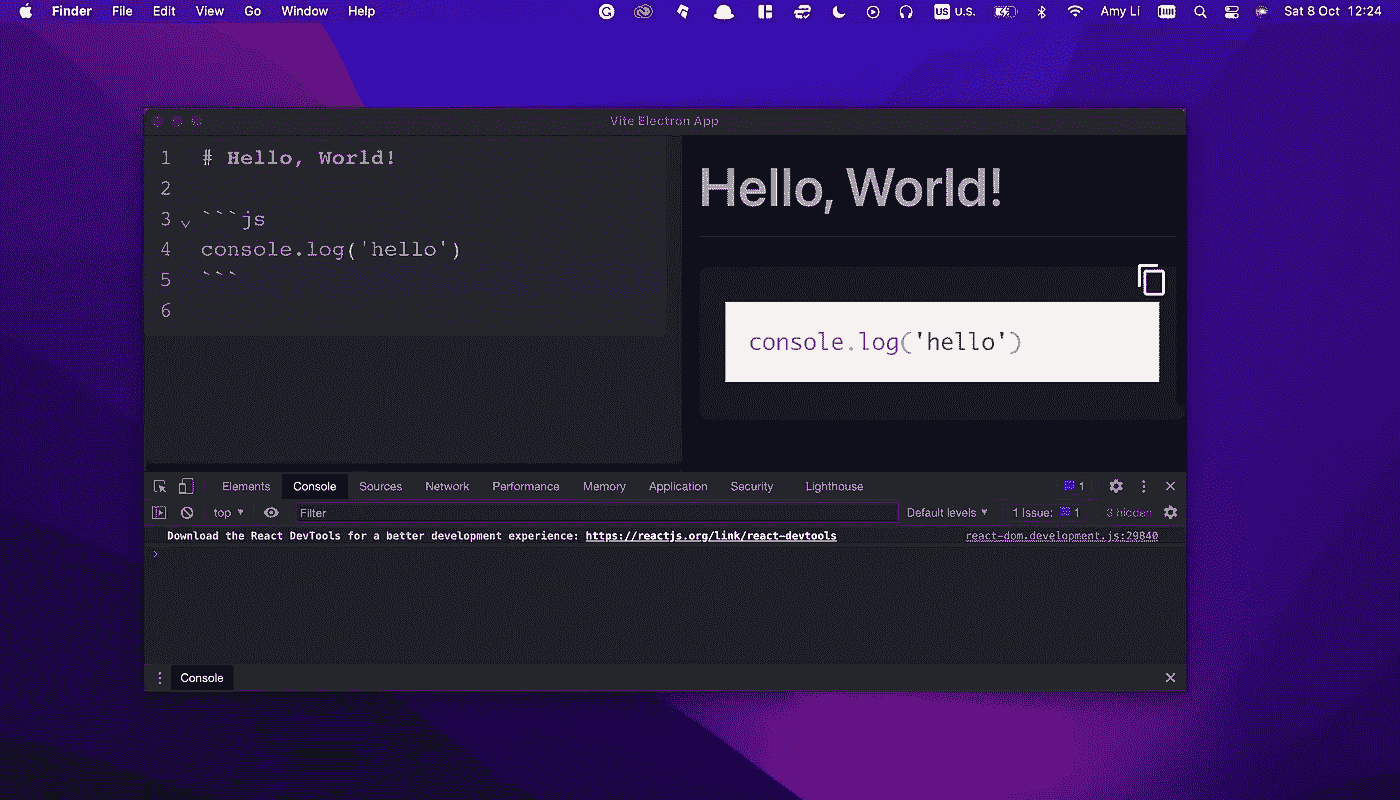 Finder File Edit View Go Window Help US U.S. Amy Li Sat 8 Oct 12:24
Vite Electron App
1 # Hello, World!
2
3 ```js
4 console.log('hello')
5 ```
6
Hello, World!
console.log('hello')
Elements Console Sources Network Performance Memory Application Security Lighthouse 1
top Filter Default levels 1 Issue: 1 3 hidden
Download the React DevTools for a better development experience: https://reactjs.org/link/react-devtools react-dom.development.js:29840
›
Console